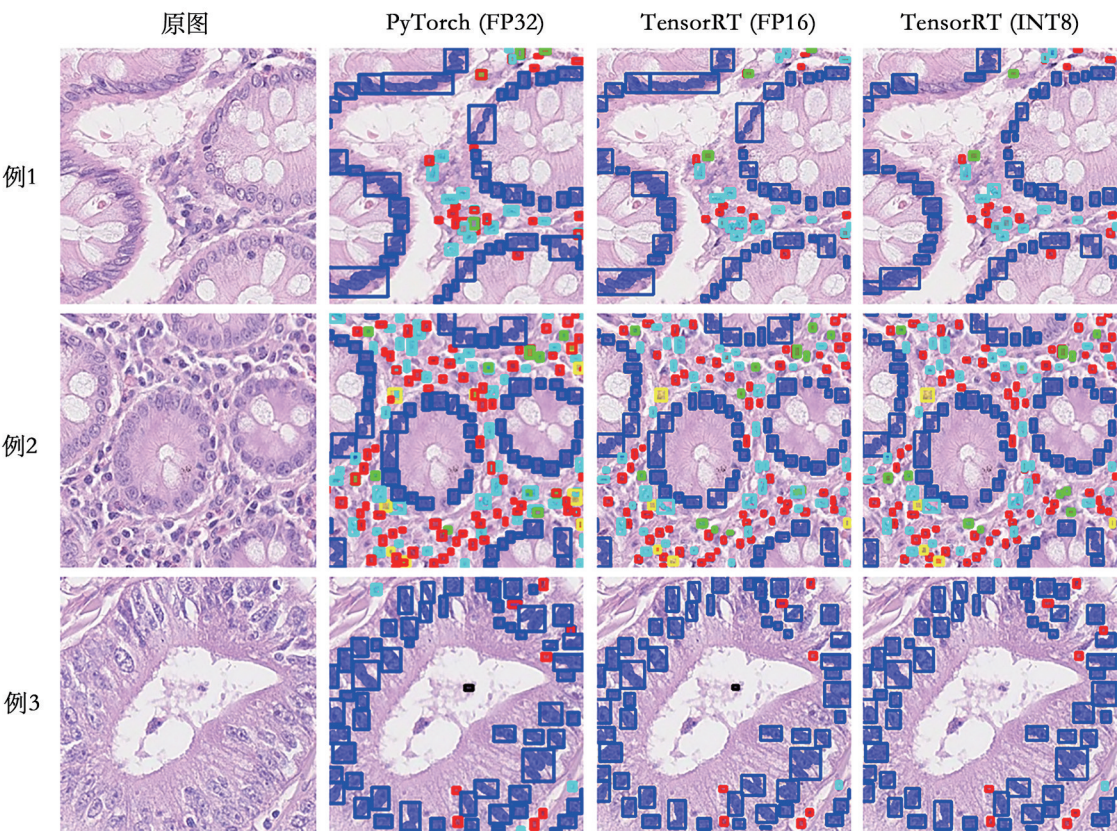 原图 PyTorch (FP32) TensorRT (FP16) TensorRT (INT8)
例1
例2
例3